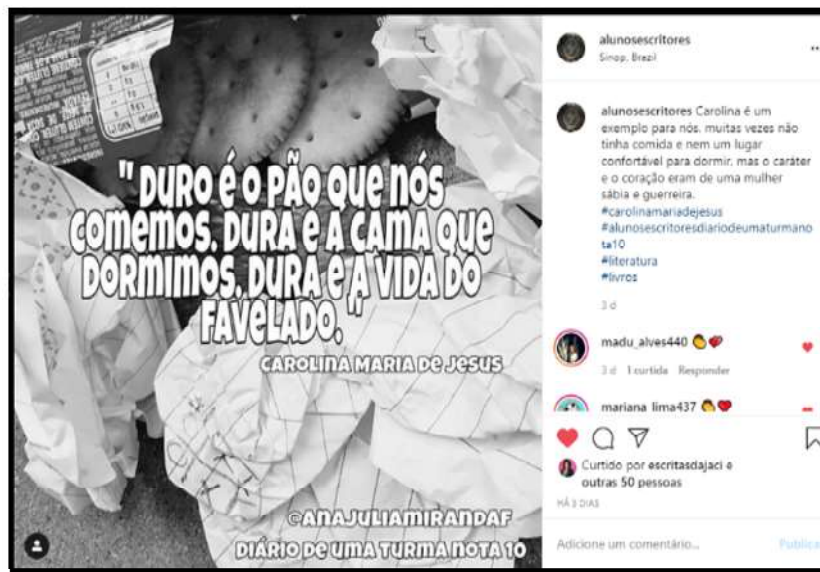 " DURO É O PÃO QUE NÓS
COMEMOS. DURA É A CAMA QUE
DORMIMOS. DURA É A VIDA DO
FAVELADO. "
CAROLINA MARIA DE JESUS
@ANAJULIAMIRANDAF
DIÁRIO DE UMA TURMA NOTA 10
alunosescritores
Sinop, Brazil
alunosescritores Carolina é um
exemplo para nós, muitas vezes não
tinha comida e nem um lugar
confortável para dormir, mas o caráter
e o coração eram de uma mulher
sábia e guerreira.
#carolinamariadejesus
#alunosescritoresdiariodeumaturmano
ta10
#literatura
#livros
3 d
madu_alves440 👏💖
3 d 1 curtida Responder
mariana_lima437 👏❤
Curtido por escritasdajaci e
outras 50 pessoas
HÁ 3 DIAS
Adicione um comentário...
Publica